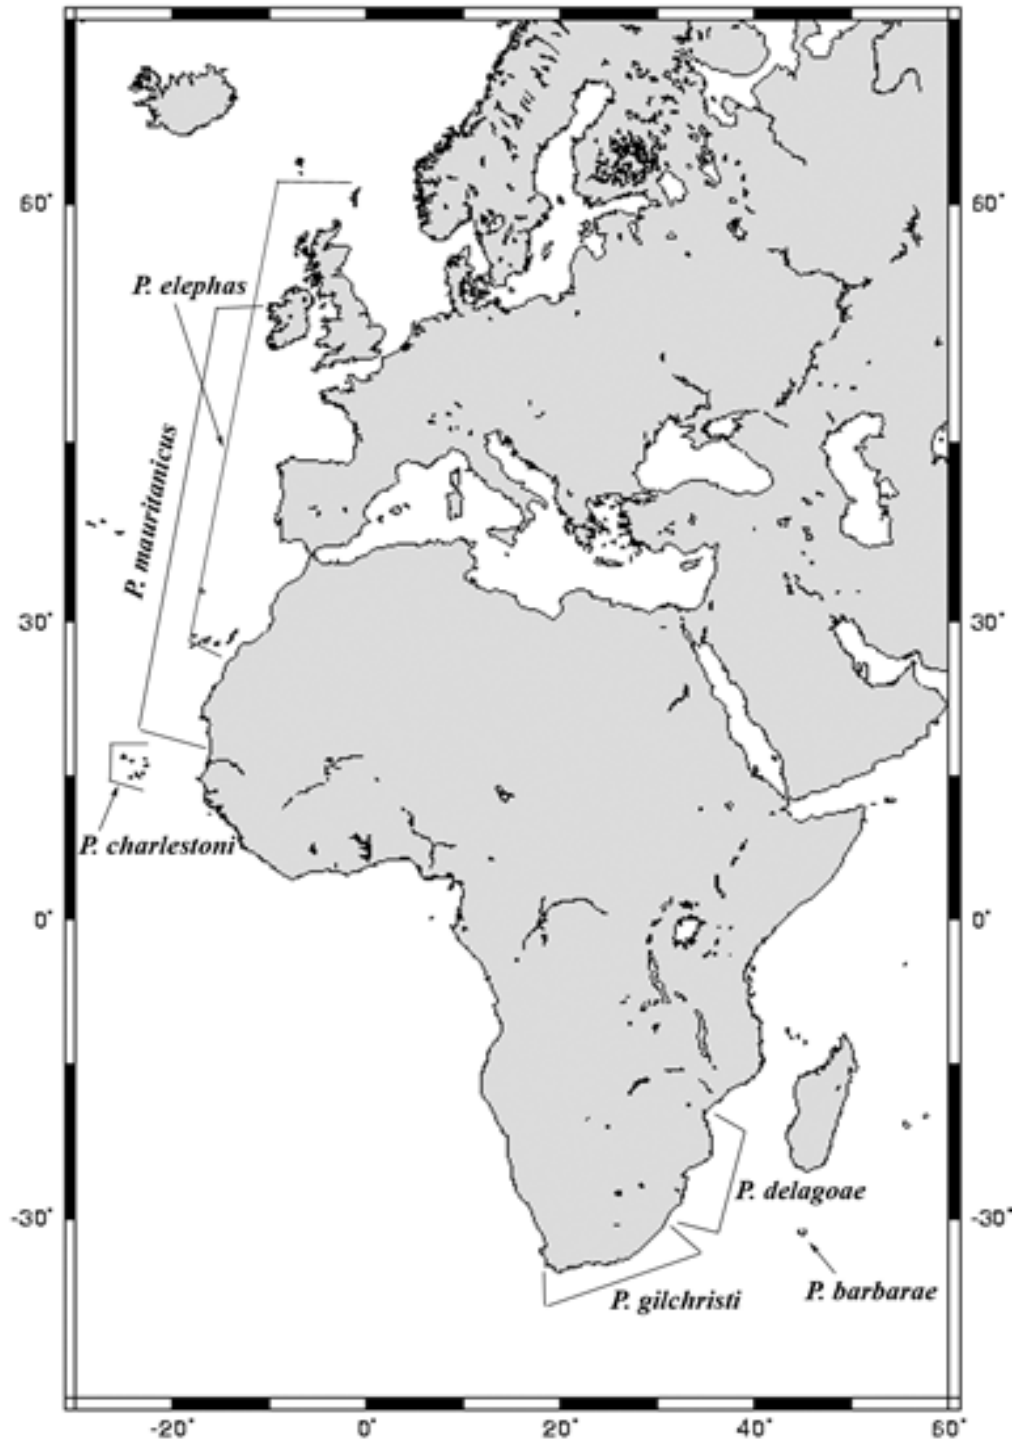 60°
60°
P. elephas
P. mauritanicus
30°
30°
P. charlestoni
0°
0°
P. delagoae
-30°
-30°
P. barbarae
P. gilchristi
-20°
0°
20°
40°
60°